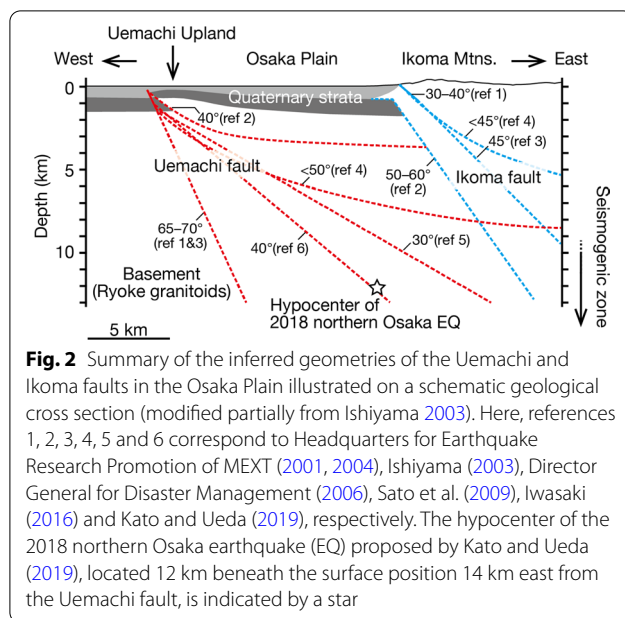 Uemachi Upland
West
Osaka Plain
Ikoma Mtns.
East
0
Quaternary strata
30–40°(ref 1)
40°(ref 2)
<45°(ref 4)
45°(ref 3)
Uemachi fault
<50°(ref 4)
50–60°
(ref 2)
Ikoma fault
5
Depth (km)
65–70°
(ref 1&3)
40°(ref 6)
30°(ref 5)
10
Basement
(Ryoke granitoids)
Hypocenter of
2018 northern Osaka EQ
Seismogenic zone
5 km
Fig. 2 Summary of the inferred geometries of the Uemachi and
Ikoma faults in the Osaka Plain illustrated on a schematic geological
cross section (modified partially from Ishiyama 2003). Here, references
1, 2, 3, 4, 5 and 6 correspond to Headquarters for Earthquake
Research Promotion of MEXT (2001, 2004), Ishiyama (2003), Director
General for Disaster Management (2006), Sato et al. (2009), Iwasaki
(2016) and Kato and Ueda (2019), respectively. The hypocenter of the
2018 northern Osaka earthquake (EQ) proposed by Kato and Ueda
(2019), located 12 km beneath the surface position 14 km east from
the Uemachi fault, is indicated by a star